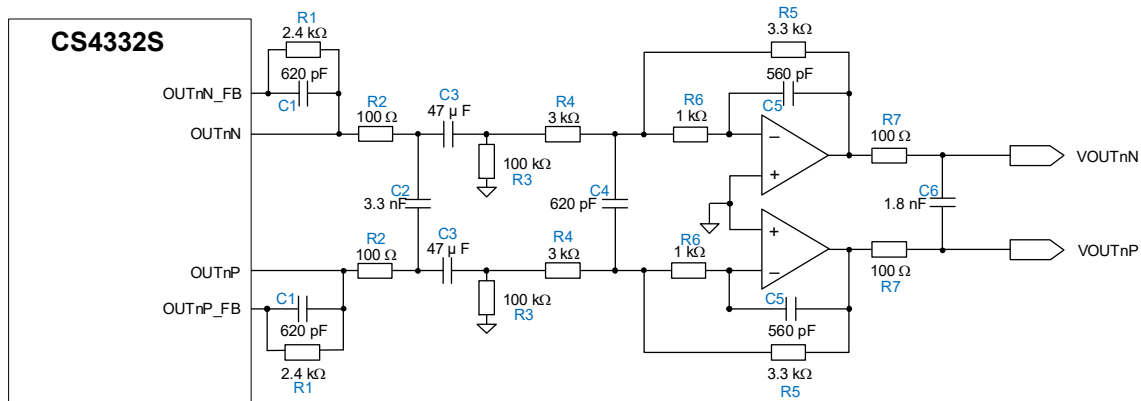 CS4332S
R1
2.4 kΩ
620 pF
C1
OUTnN_FB
OUTnN
R2
100 Ω
C3
47 µF
100 kΩ
R3
R4
3 kΩ
R5
3.3 kΩ
560 pF
C5
R6
1 kΩ
−
+
R7
100 Ω
VOUTnN
C2
3.3 nF
C4
620 pF
C6
1.8 nF
OUTnP
OUTnP_FB
R2
100 Ω
C3
47 µF
100 kΩ
R3
R4
3 kΩ
R6
1 kΩ
+
−
C5
560 pF
3.3 kΩ
R5
100 Ω
R7
VOUTnP
C1
620 pF
2.4 kΩ
R1